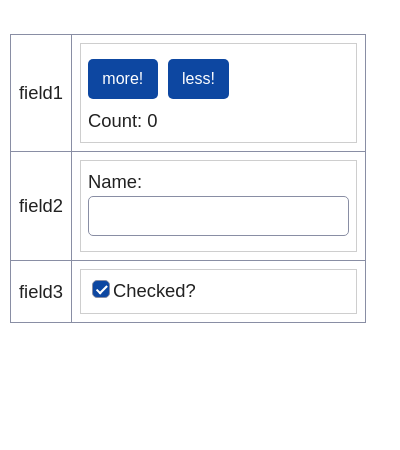 field1
more! less!
Count: 0
field2
Name:
field3
Checked?